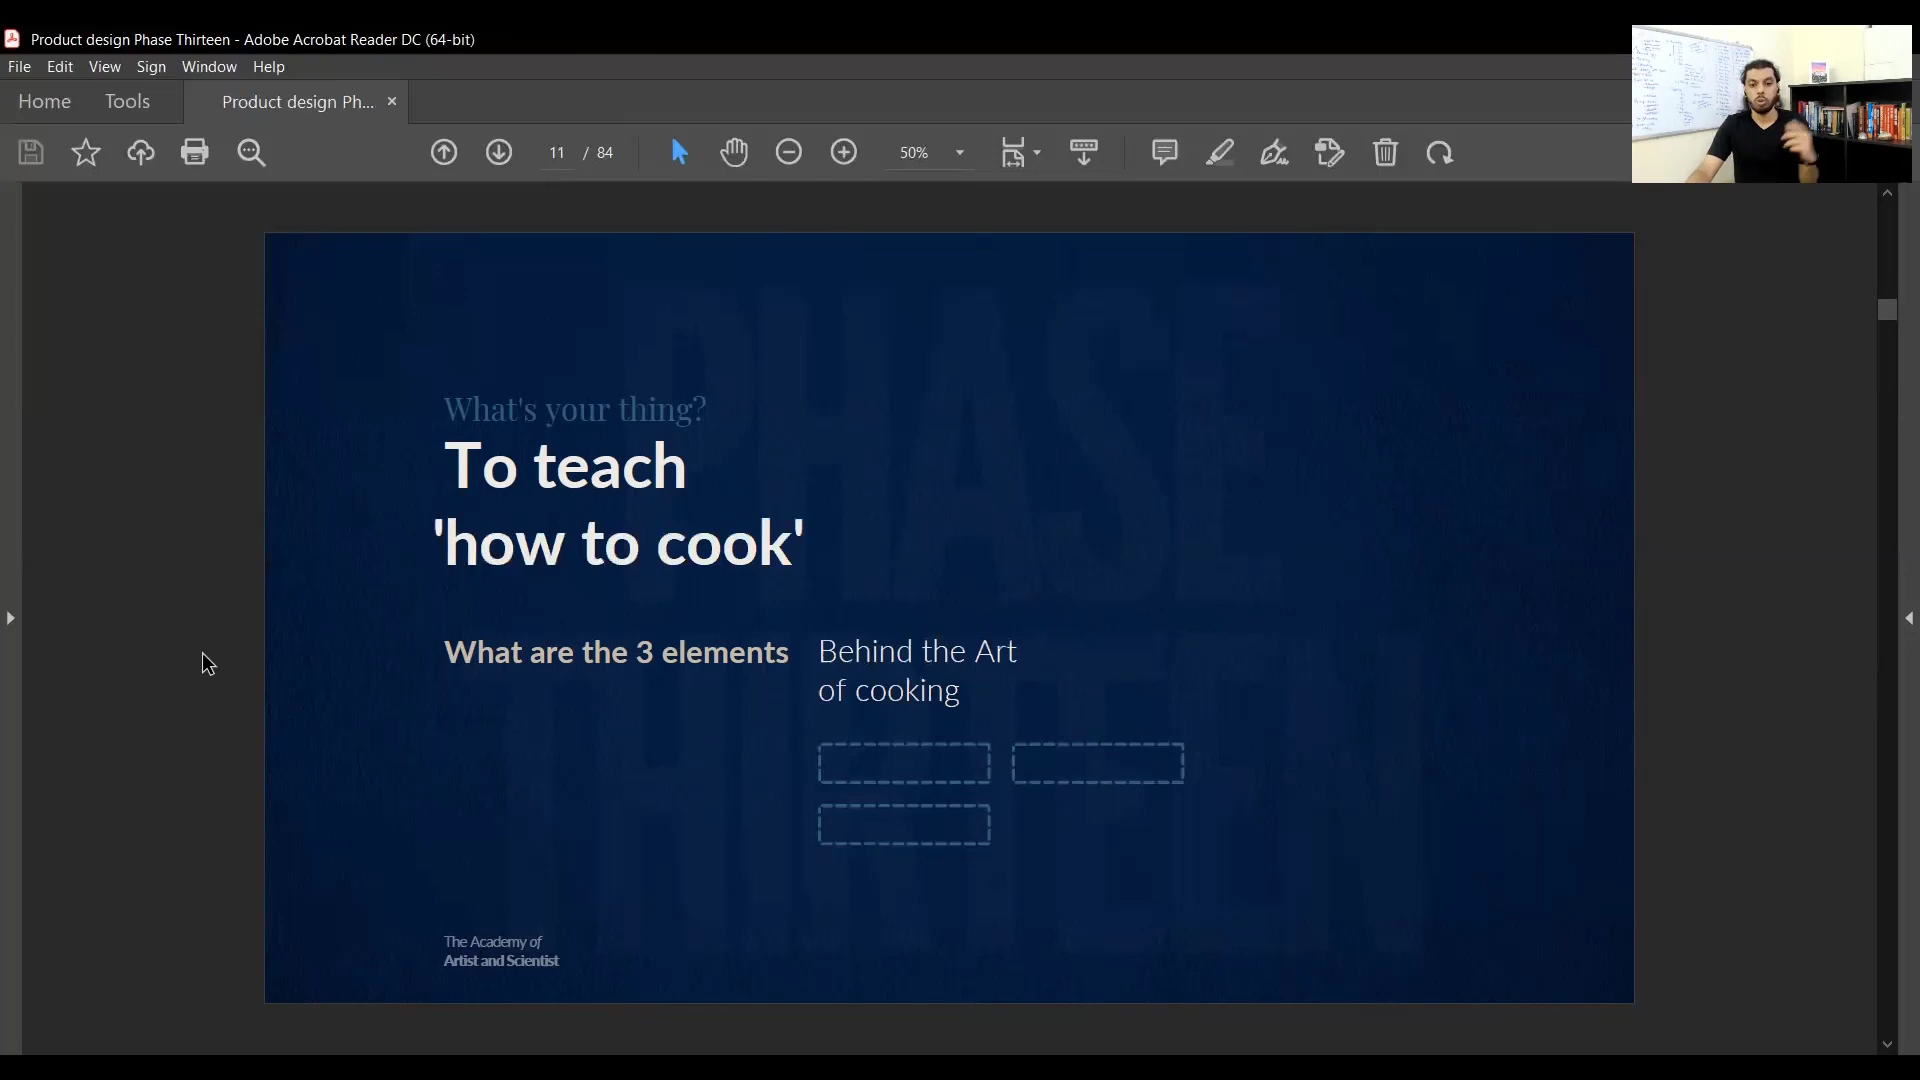 Product design Phase Thirteen - Adobe Acrobat Reader DC (64-bit)
File Edit View Sign Window Help
Home Tools Product design Ph... ×
11 / 84 50%
PHASE
THIRTEEN
What's your thing?
To teach
'how to cook'
What are the 3 elements Behind the Art
of cooking
The Academy of
Artist and Scientist